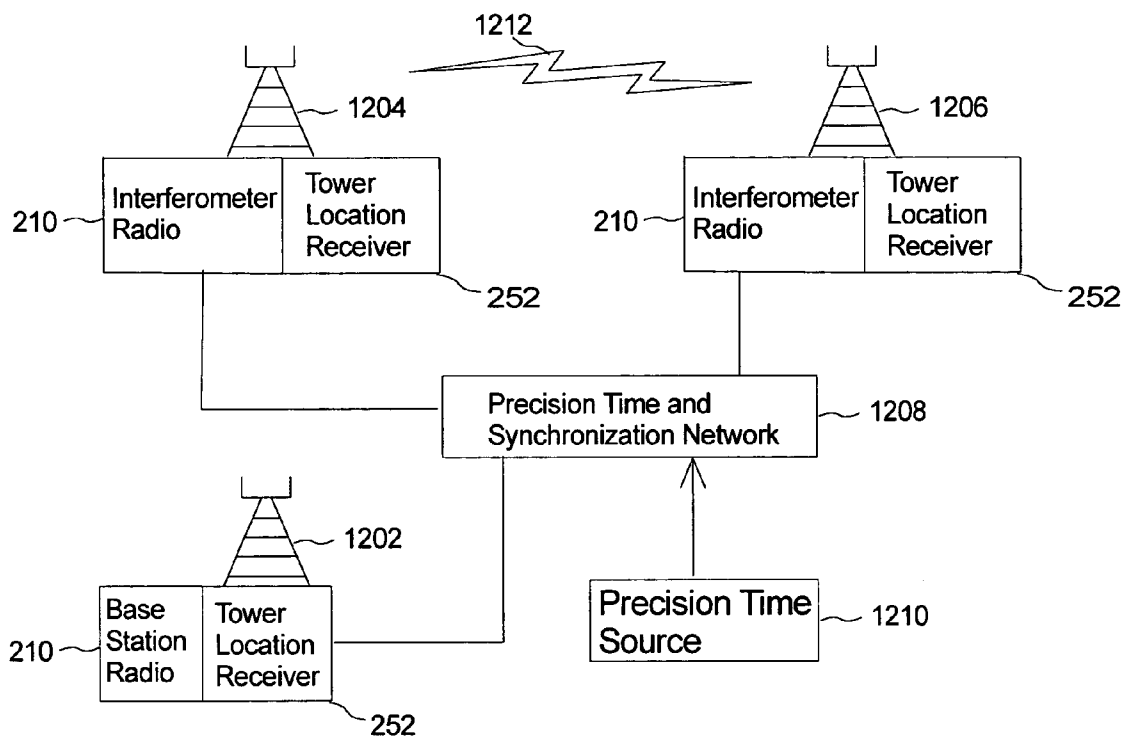 1212
1204
1206
210
Interferometer
Radio
Tower
Location
Receiver
252
210
Interferometer
Radio
Tower
Location
Receiver
252
Precision Time and
Synchronization Network
1208
1202
210
Base
Station
Radio
Tower
Location
Receiver
252
Precision Time
Source
1210